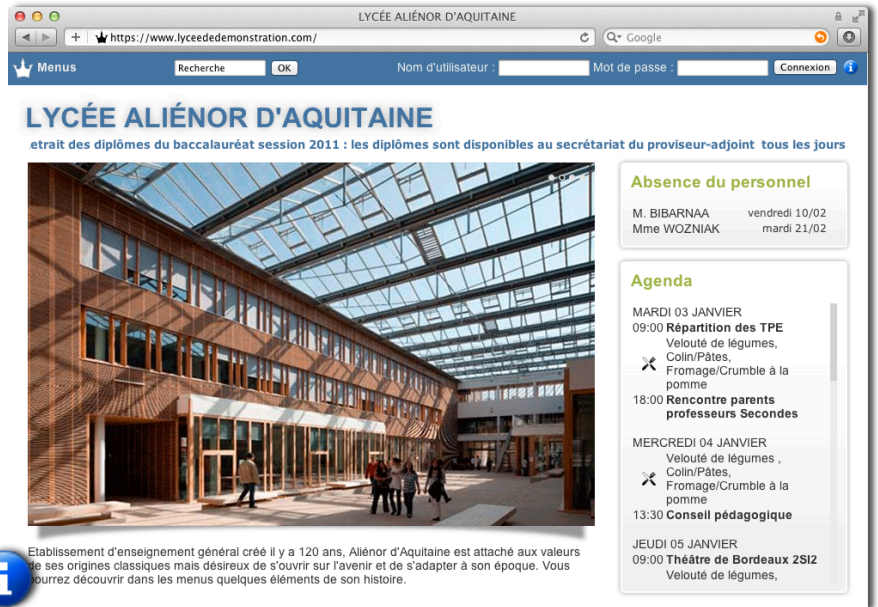 LYCÉE ALIÉNOR D'AQUITAINE
https://www.lyceededemonstration.com/
Google
Menus
Recherche
OK
Nom d'utilisateur :
Mot de passe :
Connexion
LYCÉE ALIÉNOR D'AQUITAINE
etrait des diplômes du baccalauréat session 2011 : les diplômes sont disponibles au secrétariat du proviseur-adjoint tous les jours
Absence du personnel
M. BIBARNAA vendredi 10/02
Mme WOZNIAK mardi 21/02
Agenda
MARDI 03 JANVIER
09:00 Répartition des TPE
Velouté de légumes,
Colin/Pâtes,
Fromage/Crumble à la
pomme
18:00 Rencontre parents
professeurs Secondes
MERCREDI 04 JANVIER
Velouté de légumes ,
Colin/Pâtes,
Fromage/Crumble à la
pomme
13:30 Conseil pédagogique
JEUDI 05 JANVIER
09:00 Théâtre de Bordeaux 2SI2
Velouté de légumes,
Etablissement d'enseignement général créé il y a 120 ans, Aliénor d'Aquitaine est attaché aux valeurs
de ses origines classiques mais désireux de s'ouvrir sur l'avenir et de s'adapter à son époque. Vous
pourrez découvrir dans les menus quelques éléments de son histoire.